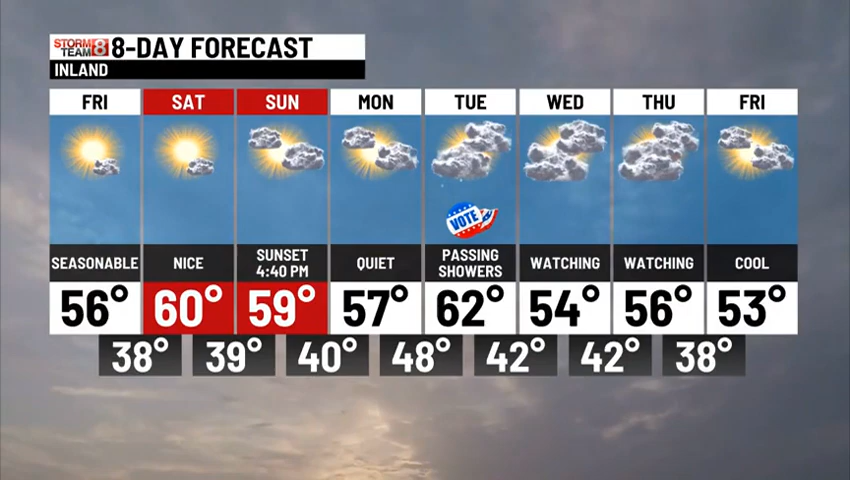 STORM TEAM 8 8-DAY FORECAST
INLAND
FRI SAT SUN MON TUE WED THU FRI
VOTE
SEASONABLE NICE SUNSET 4:40 PM QUIET PASSING SHOWERS WATCHING WATCHING COOL
56° 60° 59° 57° 62° 54° 56° 53°
38° 39° 40° 48° 42° 42° 38°